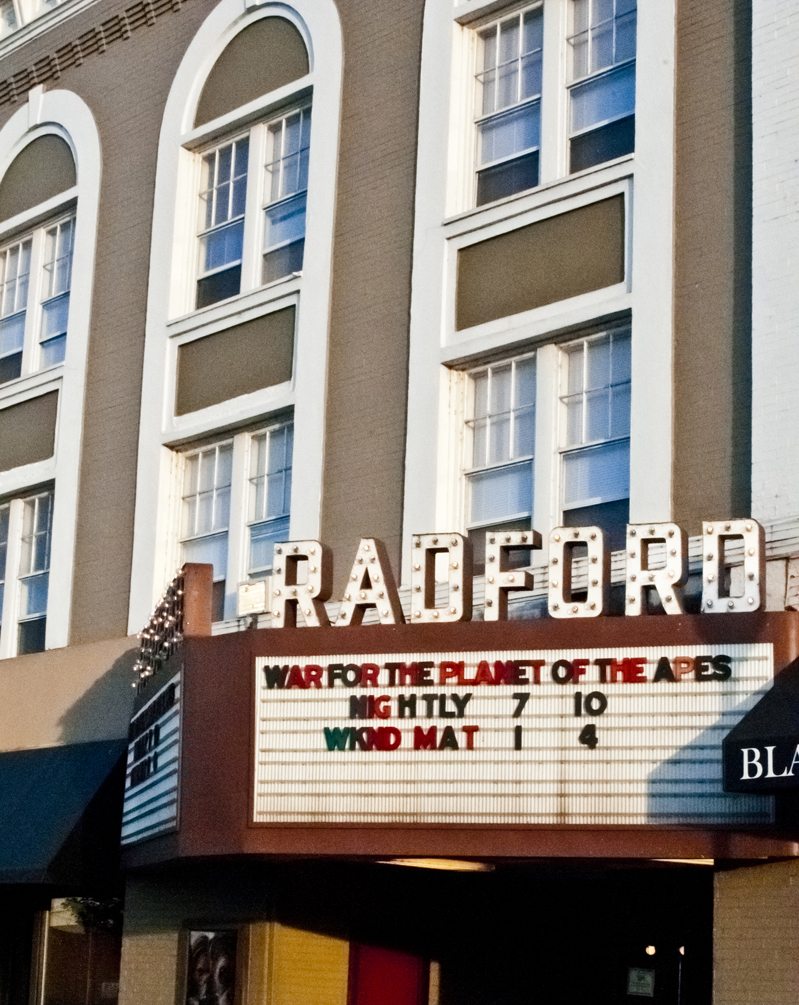 RADFORD
WAR FOR THE PLANET OF THE APES
NIGHTLY 7 10
WKND MAT 1 4
BLA